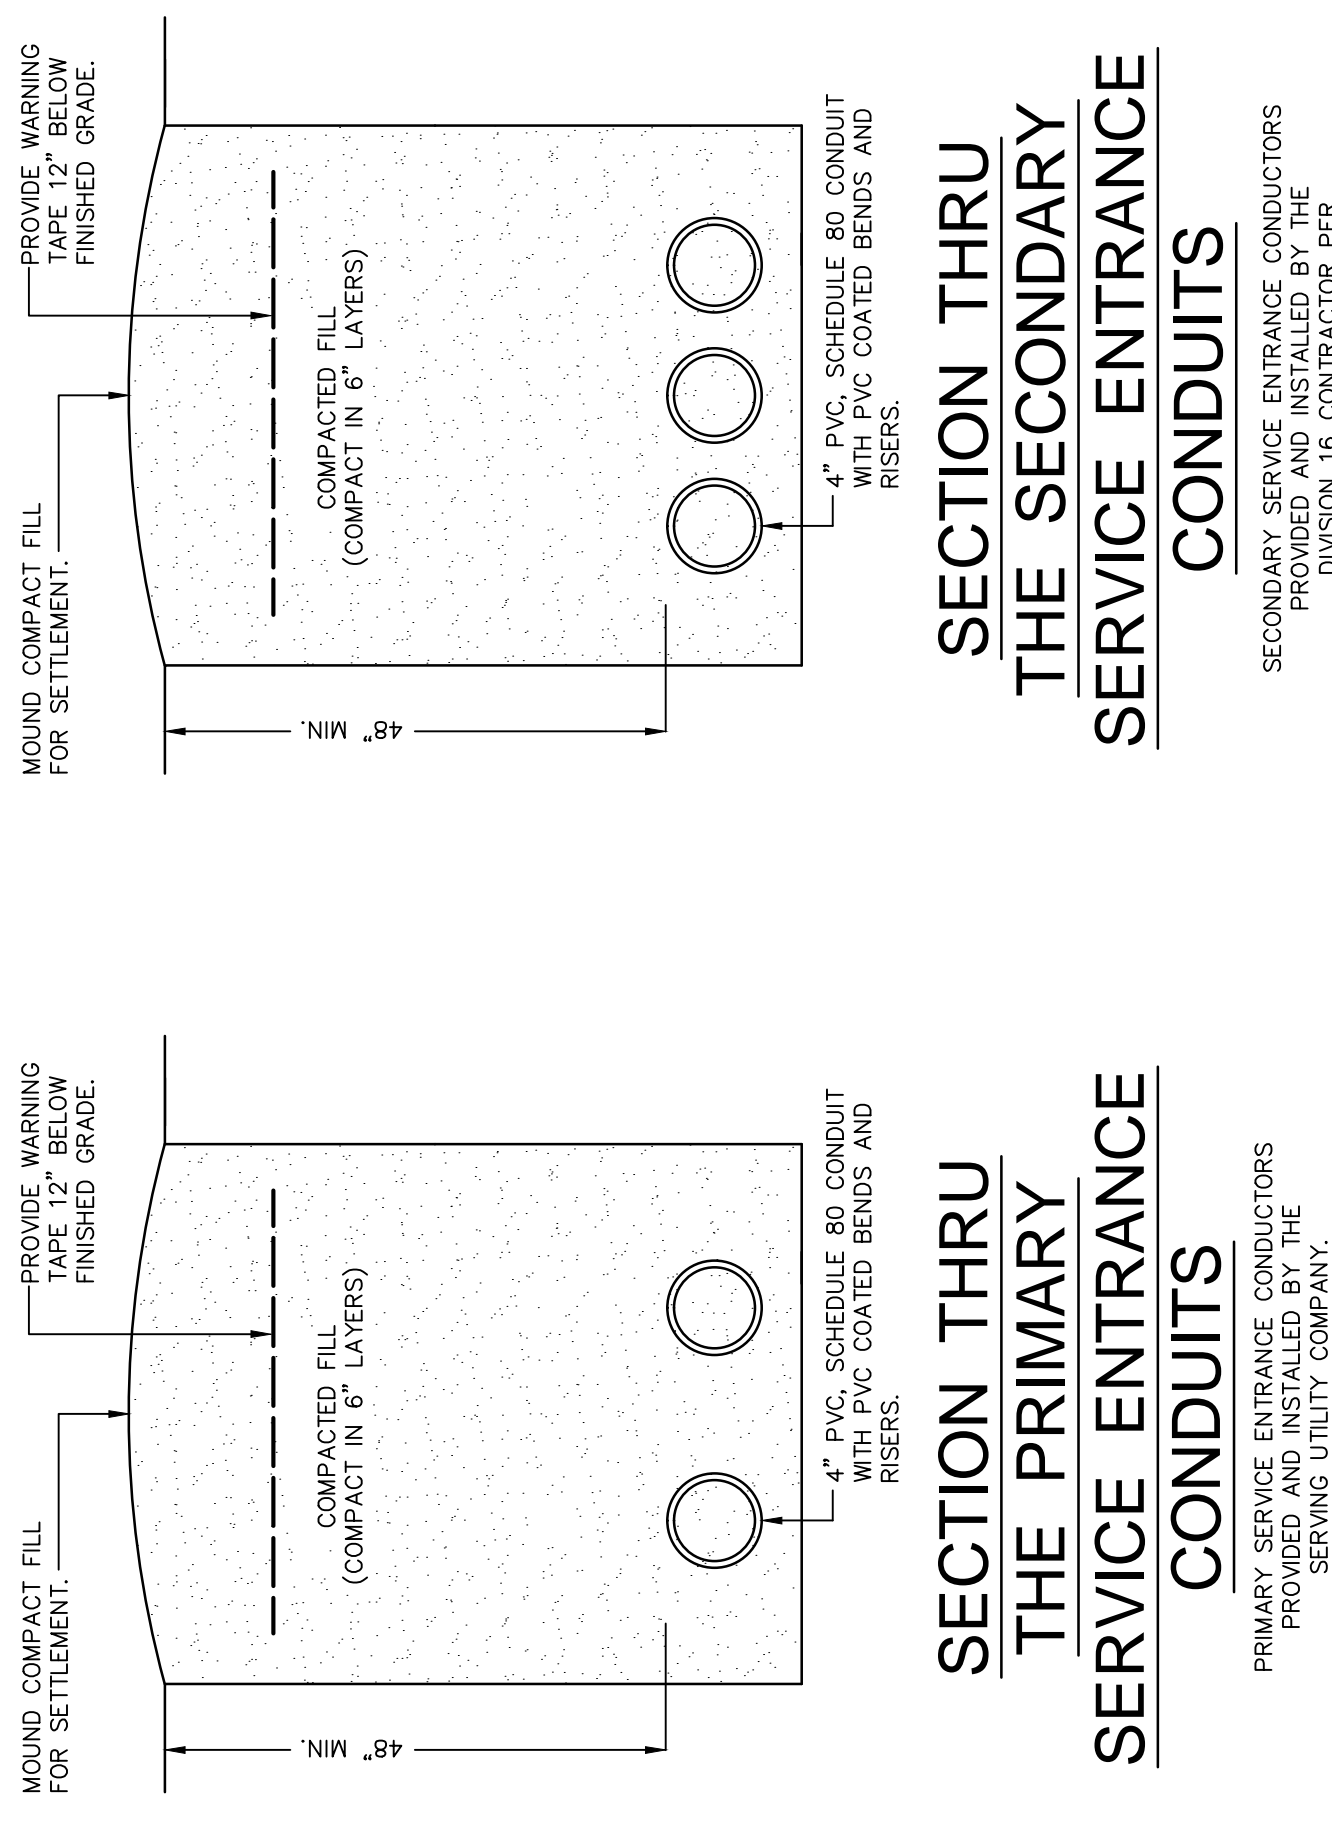 MOUND COMPACT FILL
FOR SETTLEMENT.
PROVIDE WARNING
TAPE 12" BELOW
FINISHED GRADE.
COMPACTED FILL
(COMPACT IN 6" LAYERS)
48" MIN.
4" PVC, SCHEDULE 80 CONDUIT
WITH PVC COATED BENDS AND
RISERS.
SECTION THRU
THE PRIMARY
SERVICE ENTRANCE
CONDUITS
PRIMARY SERVICE ENTRANCE CONDUCTORS
PROVIDED AND INSTALLED BY THE
SERVING UTILITY COMPANY.
MOUND COMPACT FILL
FOR SETTLEMENT.
PROVIDE WARNING
TAPE 12" BELOW
FINISHED GRADE.
COMPACTED FILL
(COMPACT IN 6" LAYERS)
48" MIN.
4" PVC, SCHEDULE 80 CONDUIT
WITH PVC COATED BENDS AND
RISERS.
SECTION THRU
THE SECONDARY
SERVICE ENTRANCE
CONDUITS
SECONDARY SERVICE ENTRANCE CONDUCTORS
PROVIDED AND INSTALLED BY THE
DIVISION 16 CONTRACTOR PER